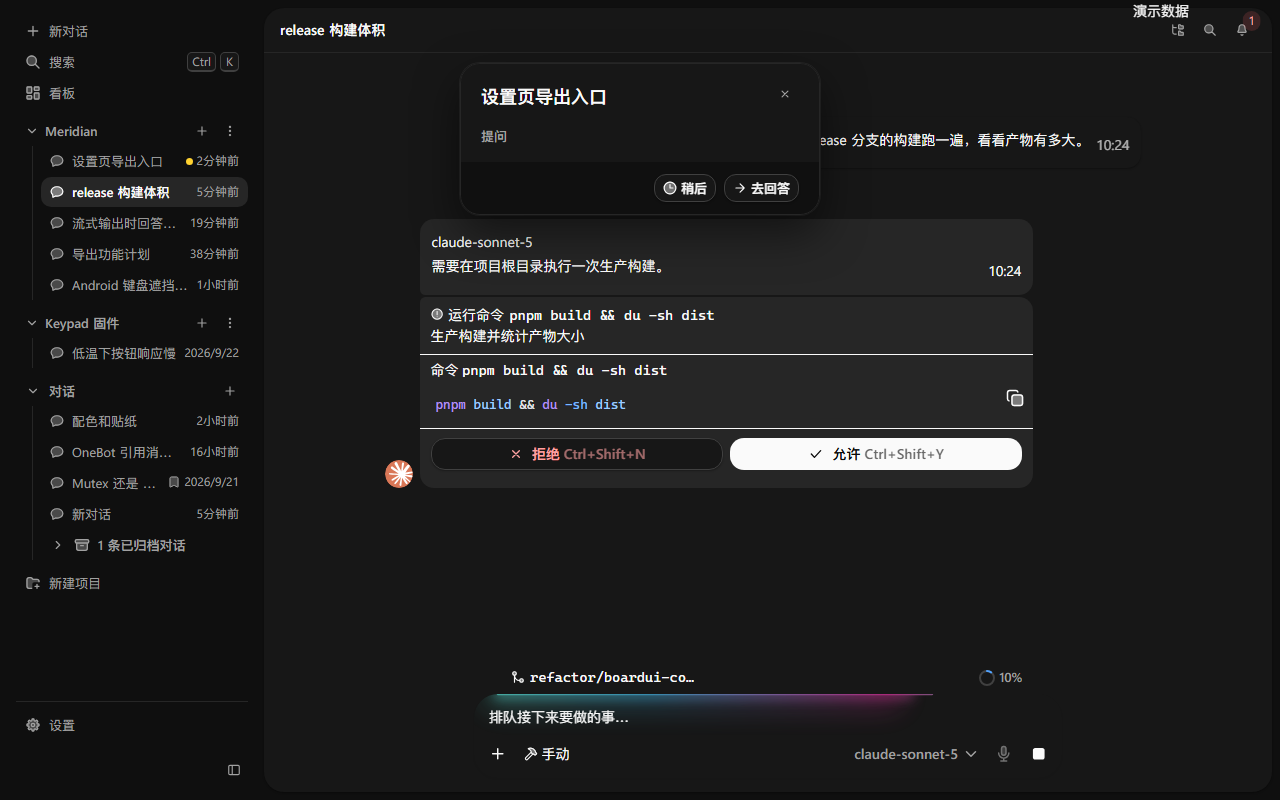 演示数据
新对话
搜索 Ctrl K
看板
Meridian
设置页导出入口 2分钟前
release 构建体积 5分钟前
流式输出时回答… 19分钟前
导出功能计划 38分钟前
Android 键盘遮挡… 1小时前
Keypad 固件
低温下按钮响应慢 2026/9/22
对话
配色和贴纸 2小时前
OneBot 引用消… 16小时前
Mutex 还是 … 2026/9/21
新对话 5分钟前
1 条已归档对话
新建项目
设置
release 构建体积
1
设置页导出入口
提问
稍后 去回答
ease 分支的构建跑一遍，看看产物有多大。 10:24
claude-sonnet-5
需要在项目根目录执行一次生产构建。 10:24
运行命令 pnpm build && du -sh dist
生产构建并统计产物大小
命令 pnpm build && du -sh dist
pnpm build && du -sh dist
拒绝 Ctrl+Shift+N 允许 Ctrl+Shift+Y
refactor/boardui-co… 10%
排队接下来要做的事…
手动 claude-sonnet-5